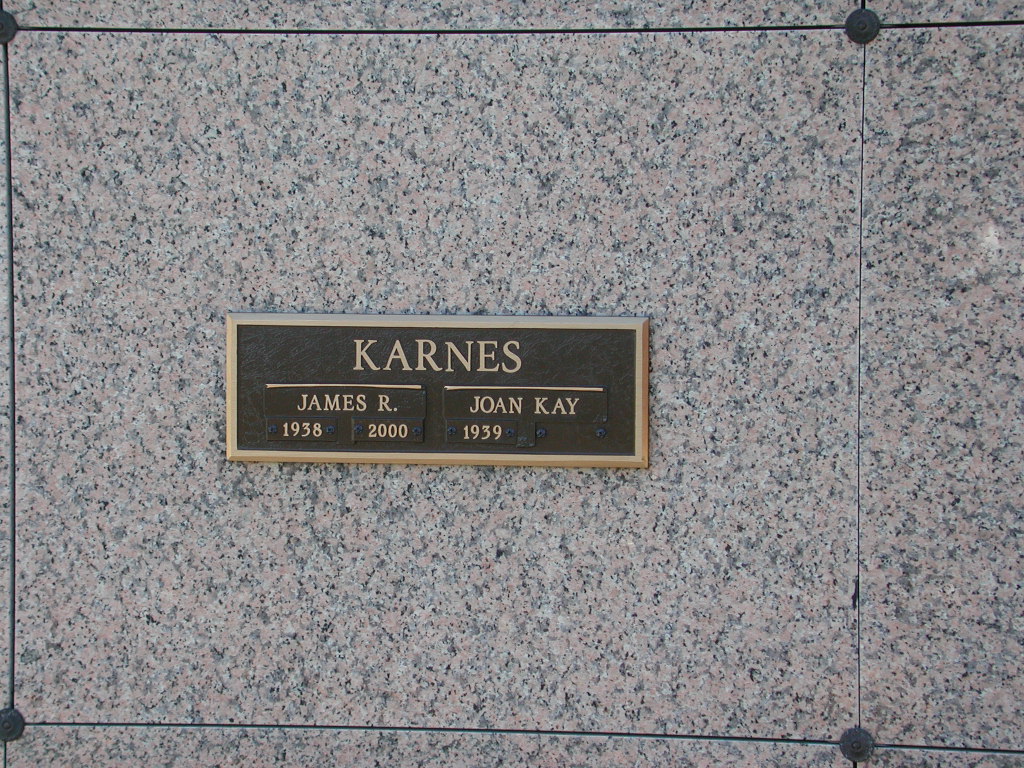 KARNES
JAMES R. JOAN KAY
1938 2000 1939